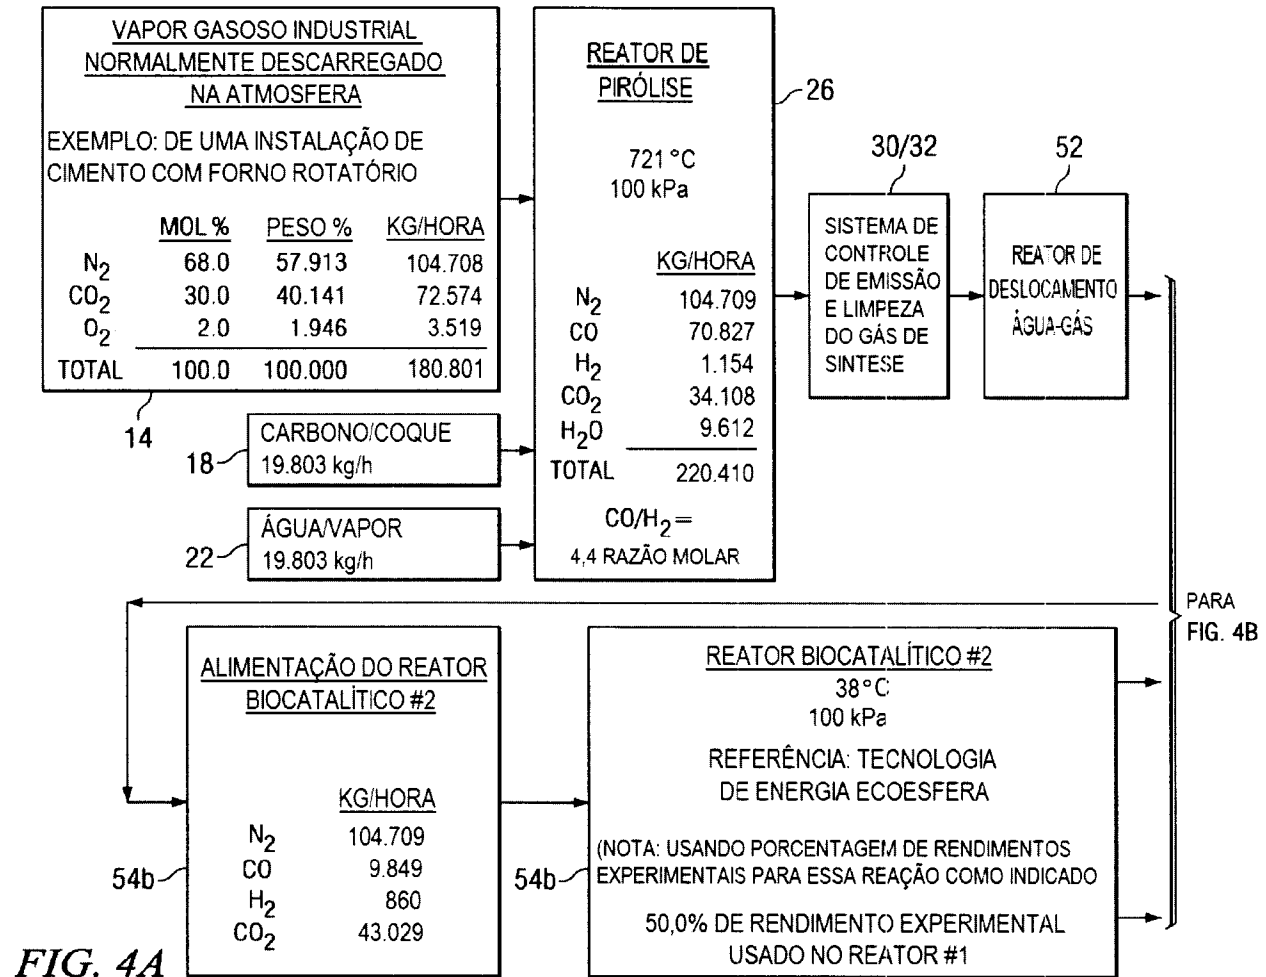 VAPOR GASOSO INDUSTRIAL
NORMALMENTE DESCARREGADO
NA ATMOSFERA
EXEMPLO: DE UMA INSTALAÇÃO DE
CIMENTO COM FORNO ROTATÓRIO
MOL % PESO % KG/HORA
N2 68.0 57.913 104.708
CO2 30.0 40.141 72.574
O2 2.0 1.946 3.519
TOTAL 100.0 100.000 180.801
14
18
CARBONO/COQUE
19.803 kg/h
22
ÁGUA/VAPOR
19.803 kg/h
REATOR DE
PIRÓLISE
26
721 °C
100 kPa
KG/HORA
N2 104.709
CO 70.827
H2 1.154
CO2 34.108
H2O 9.612
TOTAL 220.410
CO/H2=
4,4 RAZÃO MOLAR
30/32
SISTEMA DE
CONTROLE
DE EMISSÃO
E LIMPEZA
DO GÁS DE
SINTESE
52
REATOR DE
DESLOCAMENTO
ÁGUA-GÁS
PARA
FIG. 4B
ALIMENTAÇÃO DO REATOR
BIOCATALÍTICO #2
KG/HORA
N2 104.709
CO 9.849
H2 860
CO2 43.029
54b
REATOR BIOCATALÍTICO #2
38°C
100 kPa
REFERÊNCIA: TECNOLOGIA
DE ENERGIA ECOESFERA
(NOTA: USANDO PORCENTAGEM DE RENDIMENTOS
EXPERIMENTAIS PARA ESSA REAÇÃO COMO INDICADO
54b
50,0% DE RENDIMENTO EXPERIMENTAL
USADO NO REATOR #1
FIG. 4A